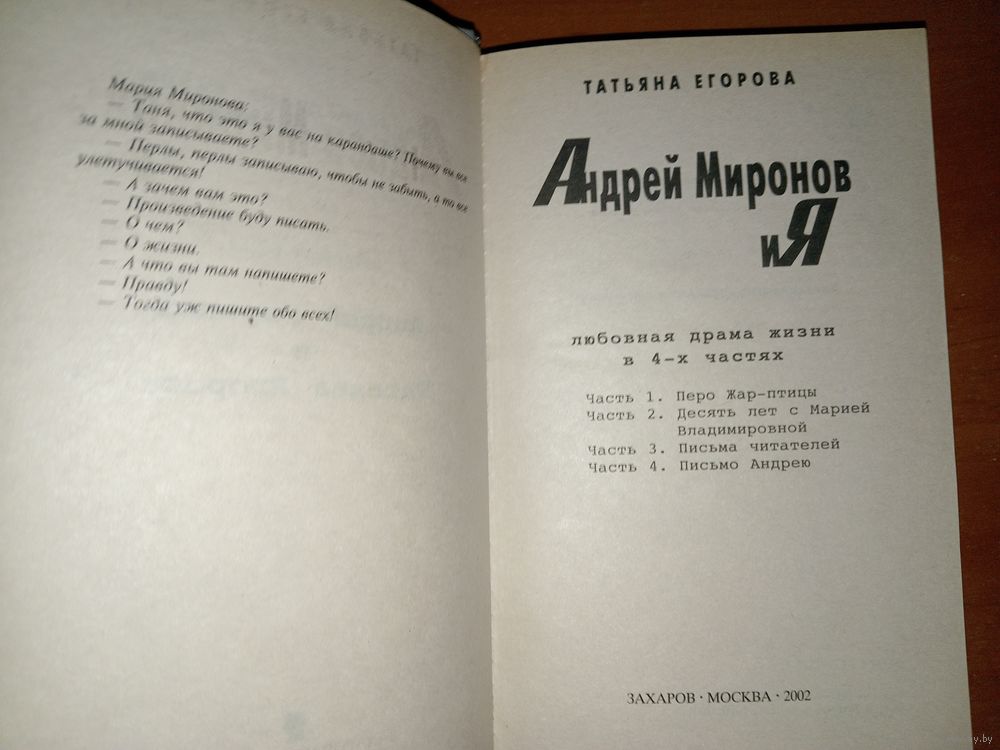 Мария Миронова:
— Таня, что это я у вас на карандаше? Почему вы все
за мной записываете?
— Перлы, перлы записываю, чтобы не забыть, а то все
улетучивается!
— А зачем вам это?
— Произведение буду писать.
— О чем?
— О жизни.
— А что вы там напишете?
— Правду!
— Тогда уж пишите обо всех!
ТАТЬЯНА ЕГОРОВА
Андрей Миронов
и Я
любовная драма жизни
в 4-х частях
Часть 1. Перо Жар-птицы
Часть 2. Десять лет с Марией
Владимировной
Часть 3. Письма читателей
Часть 4. Письмо Андрею
ЗАХАРОВ · МОСКВА · 2002